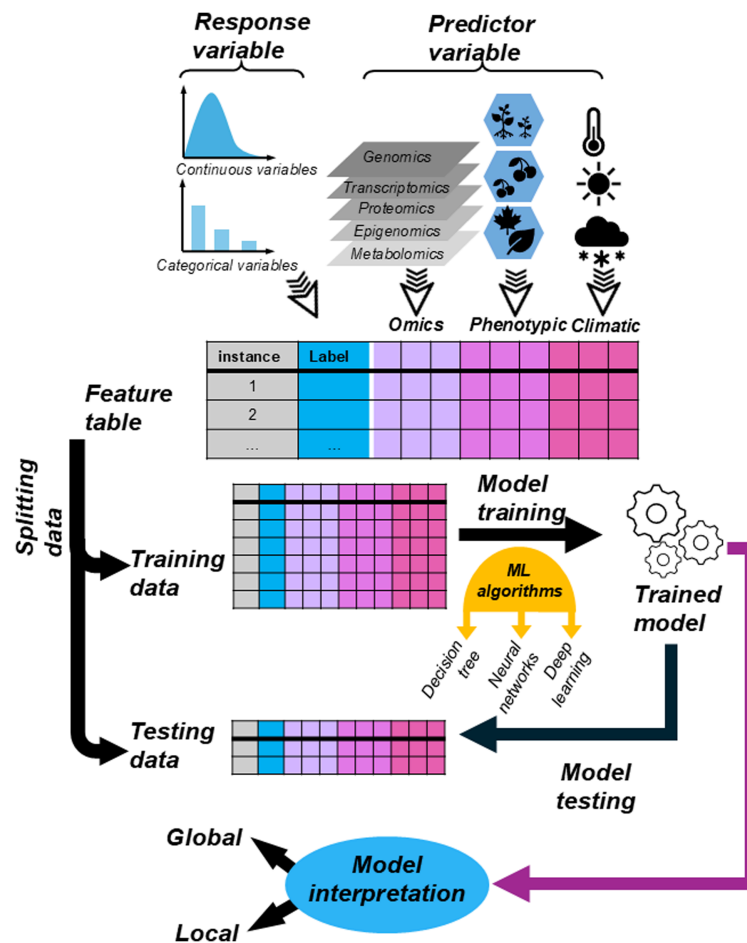 Response
variable
Predictor
variable
Continuous variables
Categorical variables
Genomics
Transcriptomics
Proteomics
Epigenomics
Metabolomics
Omics
Phenotypic
Climatic
instance
Label
1
2
...
...
Feature
table
Splitting
data
Training
data
Model
training
ML
algorithms
Decision
tree
Neural
networks
Deep
learning
Trained
model
Testing
data
Model
testing
Global
Model
interpretation
Local